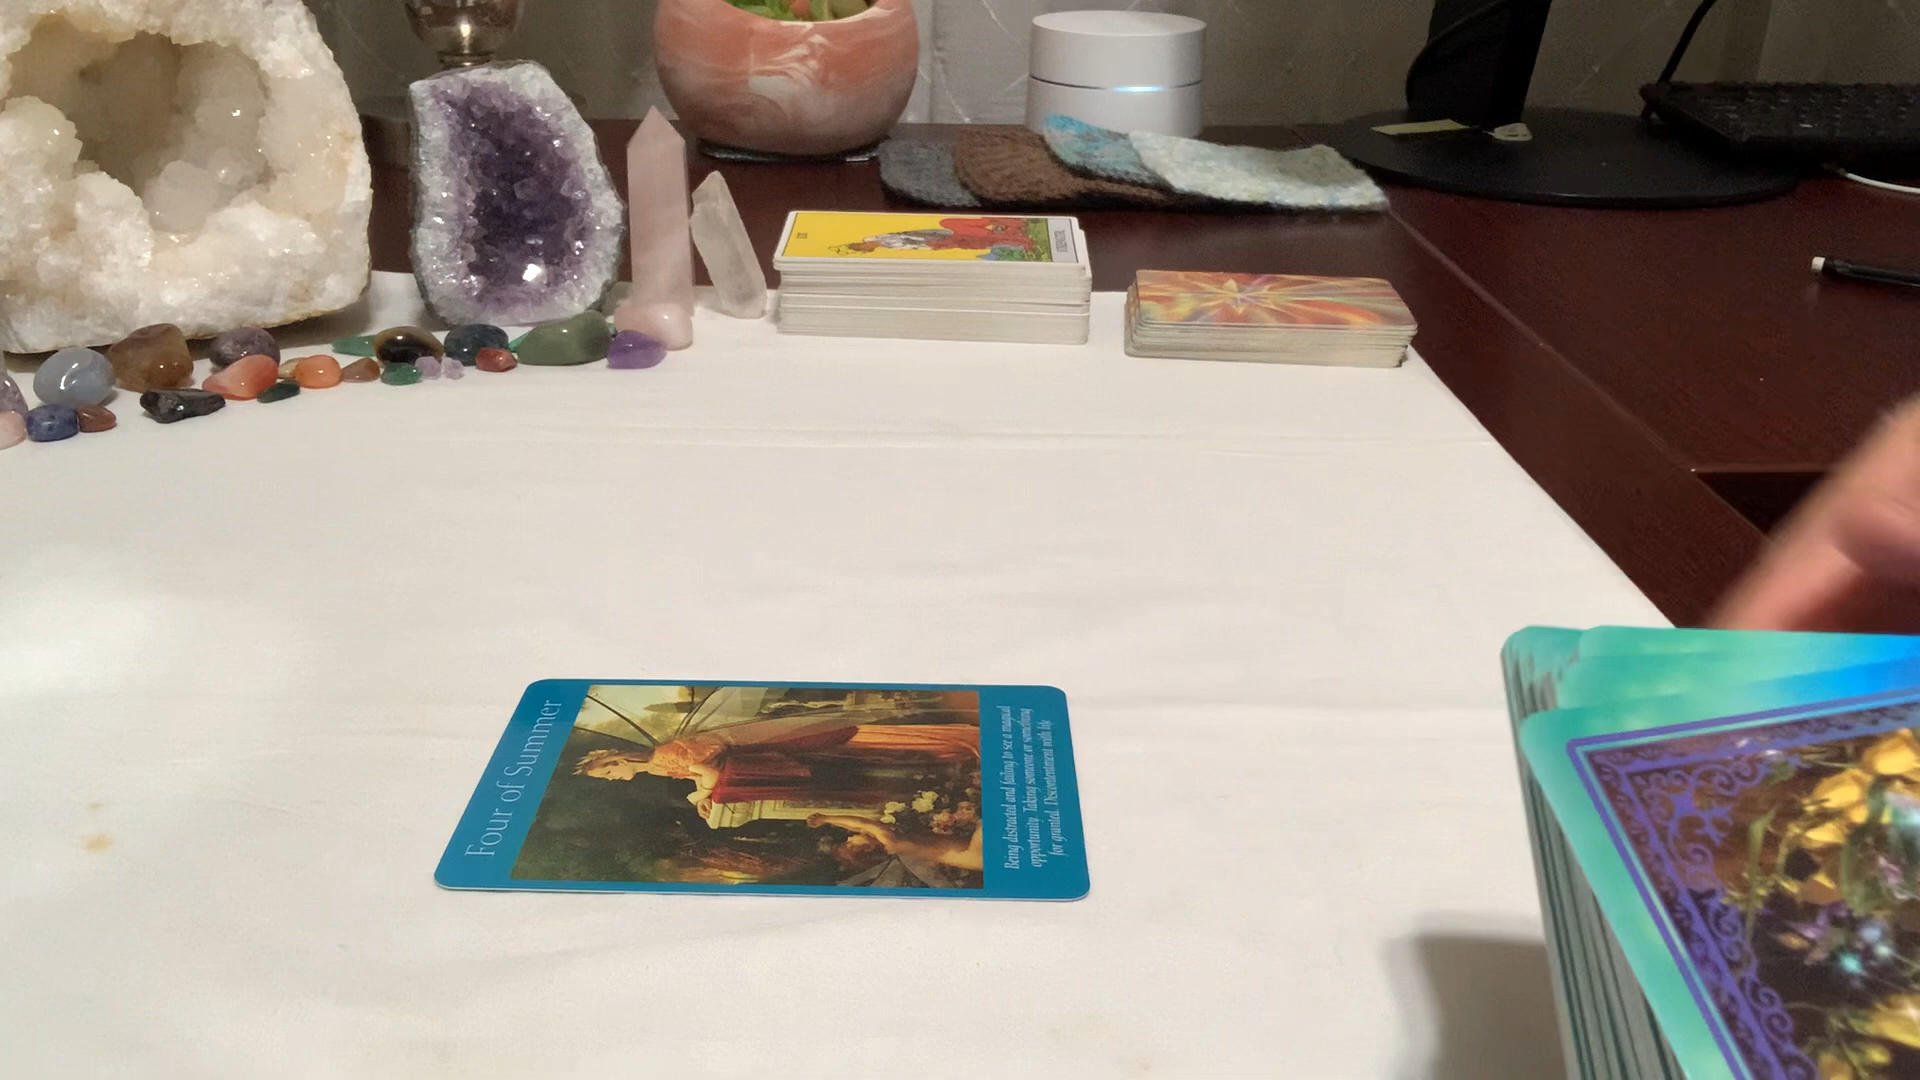 Four of Summer
Being distracted and failing to see a magical
opportunity. Taking someone or something
for granted. Discontentment with life
III